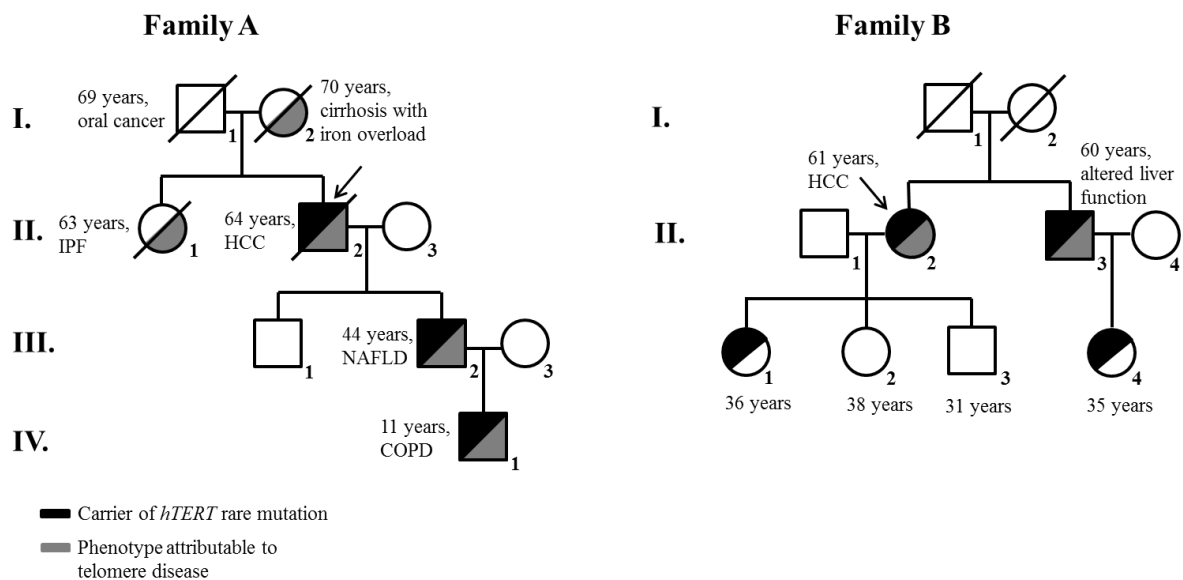 Family A
I.
69 years,
oral cancer
1
70 years,
cirrhosis with
iron overload
2
II.
63 years,
IPF
1
64 years,
HCC
2
3
III.
1
44 years,
NAFLD
2
3
IV.
11 years,
COPD
1
Carrier of hTERT rare mutation
Phenotype attributable to
telomere disease
Family B
I.
1
2
II.
1
61 years,
HCC
2
60 years,
altered liver
function
3
4
1
36 years
2
38 years
3
31 years
4
35 years